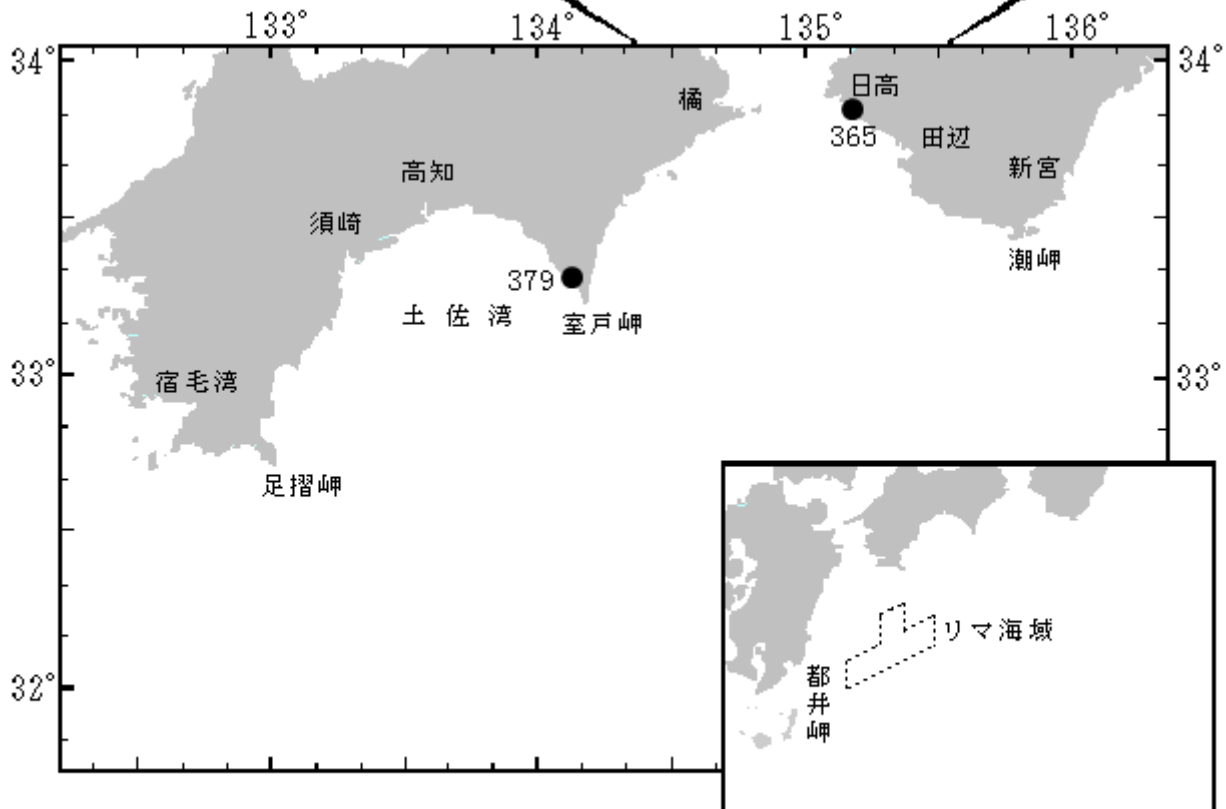 133° 134° 135° 136°
34° 34°
日高
橘
365
田辺
高知
新宮
須崎
潮岬
379
土佐湾
室戸岬
33° 33°
宿毛湾
足摺岬
リマ海域
都井岬
32°